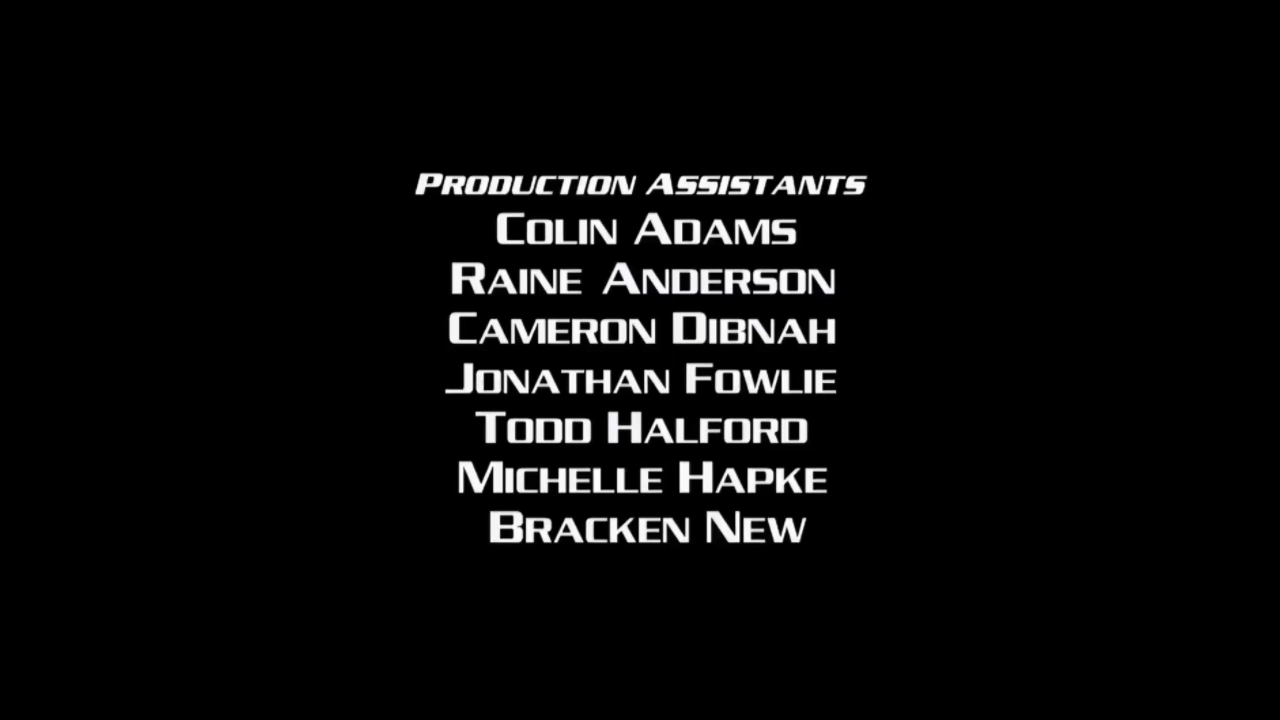 Production Assistants
Colin Adams
Raine Anderson
Cameron Dibnah
Jonathan Fowlie
Todd Halford
Michelle Hapke
Bracken New